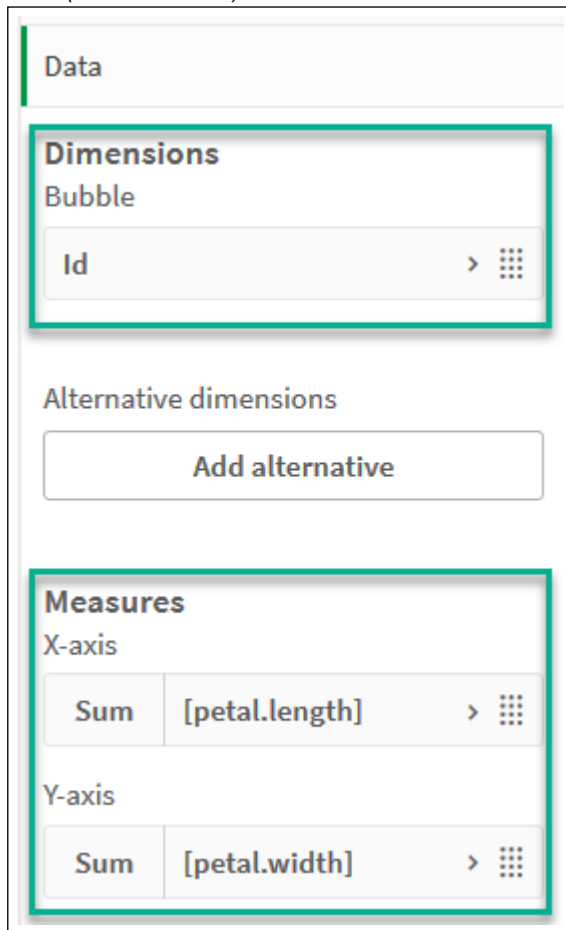 Data
Dimensions
Bubble
Id
Alternative dimensions
Add alternative
Measures
X-axis
Sum [petal.length]
Y-axis
Sum [petal.width]